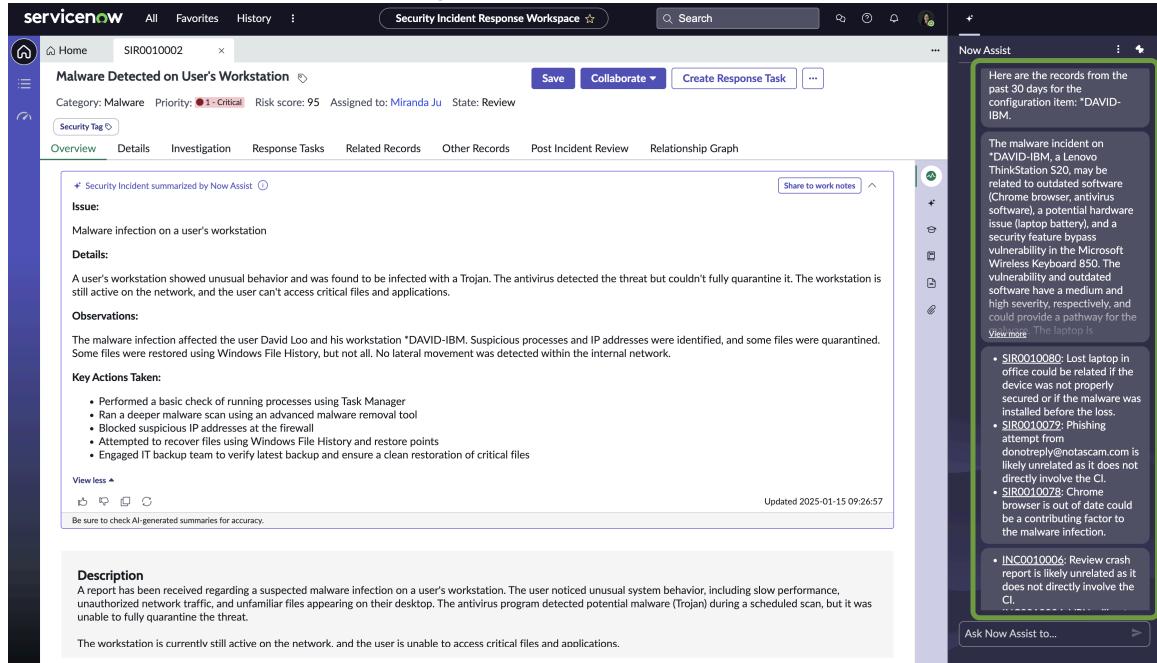 servicenow All Favorites History Security Incident Response Workspace Search
Home SIR0010002
Malware Detected on User's Workstation
Save Collaborate Create Response Task
Category: Malware Priority: 1 - Critical Risk score: 95 Assigned to: Miranda Ju State: Review
Security Tag
Overview Details Investigation Response Tasks Related Records Other Records Post Incident Review Relationship Graph
Security Incident summarized by Now Assist
Share to work notes
Issue:
Malware infection on a user's workstation
Details:
A user's workstation showed unusual behavior and was found to be infected with a Trojan. The antivirus detected the threat but couldn't fully quarantine it. The workstation is
still active on the network, and the user can't access critical files and applications.
Observations:
The malware infection affected the user David Loo and his workstation *DAVID-IBM. Suspicious processes and IP addresses were identified, and some files were quarantined.
Some files were restored using Windows File History, but not all. No lateral movement was detected within the internal network.
Key Actions Taken:
• Performed a basic check of running processes using Task Manager
• Ran a deeper malware scan using an advanced malware removal tool
• Blocked suspicious IP addresses at the firewall
• Attempted to recover files using Windows File History and restore points
• Engaged IT backup team to verify latest backup and ensure a clean restoration of critical files
View less
Updated 2025-01-15 09:26:57
Be sure to check AI-generated summaries for accuracy.
Description
A report has been received regarding a suspected malware infection on a user's workstation. The user noticed unusual system behavior, including slow performance,
unauthorized network traffic, and unfamiliar files appearing on their desktop. The antivirus program detected potential malware (Trojan) during a scheduled scan, but it was
unable to fully quarantine the threat.
The workstation is currently still active on the network, and the user is unable to access critical files and applications.
Now Assist
Here are the records from the
past 30 days for the
configuration item: *DAVID-
IBM.
The malware incident on
*DAVID-IBM, a Lenovo
ThinkStation S20, may be
related to outdated software
(Chrome browser, antivirus
software), a potential hardware
issue (laptop battery), and a
security feature bypass
vulnerability in the Microsoft
Wireless Keyboard 850. The
vulnerability and outdated
software have a medium and
high severity, respectively, and
could provide a pathway for the
malware. The laptop is
View more
• SIR0010080: Lost laptop in
office could be related if the
device was not properly
secured or if the malware was
installed before the loss.
• SIR0010079: Phishing
attempt from
donotreply@notascam.com is
likely unrelated as it does not
directly involve the CI.
• SIR0010078: Chrome
browser is out of date could
be a contributing factor to
the malware infection.
• INC0010006: Review crash
report is likely unrelated as it
does not directly involve the
CI.
Ask Now Assist to...